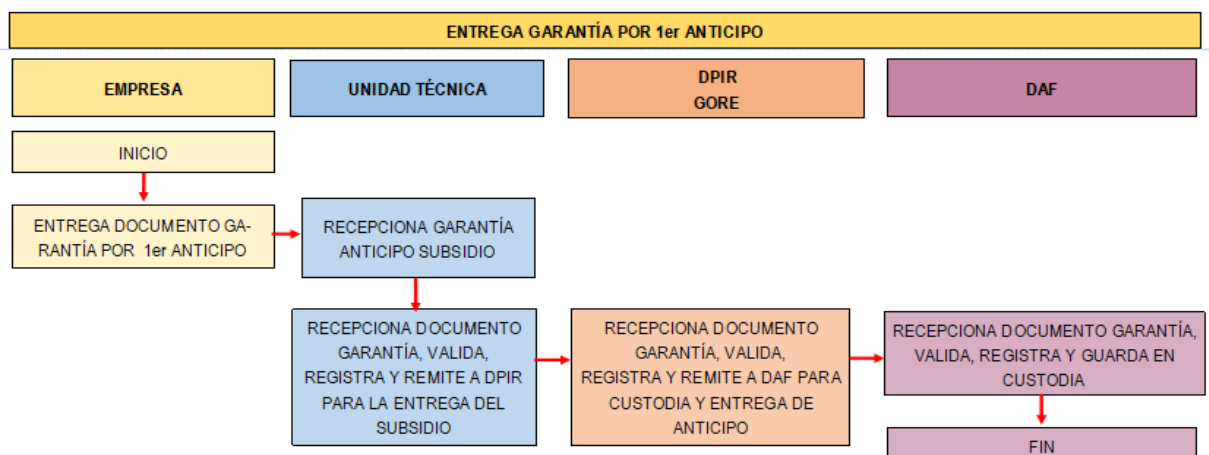 ENTREGA GARANTÍA POR 1er ANTICIPO
EMPRESA
UNIDAD TÉCNICA
DPIR
GORE
DAF
INICIO
ENTREGA DOCUMENTO GA-
RANTÍA POR 1er ANTICIPO
RECEPCIONA GARANTÍA
ANTICIPO SUBSIDIO
RECEPCIONA DOCUMENTO
GARANTÍA, VALIDA,
REGISTRA Y REMITE A DPIR
PARA LA ENTREGA DEL
SUBSIDIO
RECEPCIONA DOCUMENTO
GARANTÍA, VALIDA,
REGISTRA Y REMITE A DAF PARA
CUSTODIA Y ENTREGA DE
ANTICIPO
RECEPCIONA DOCUMENTO GARANTÍA,
VALIDA, REGISTRA Y GUARDA EN
CUSTODIA
FIN